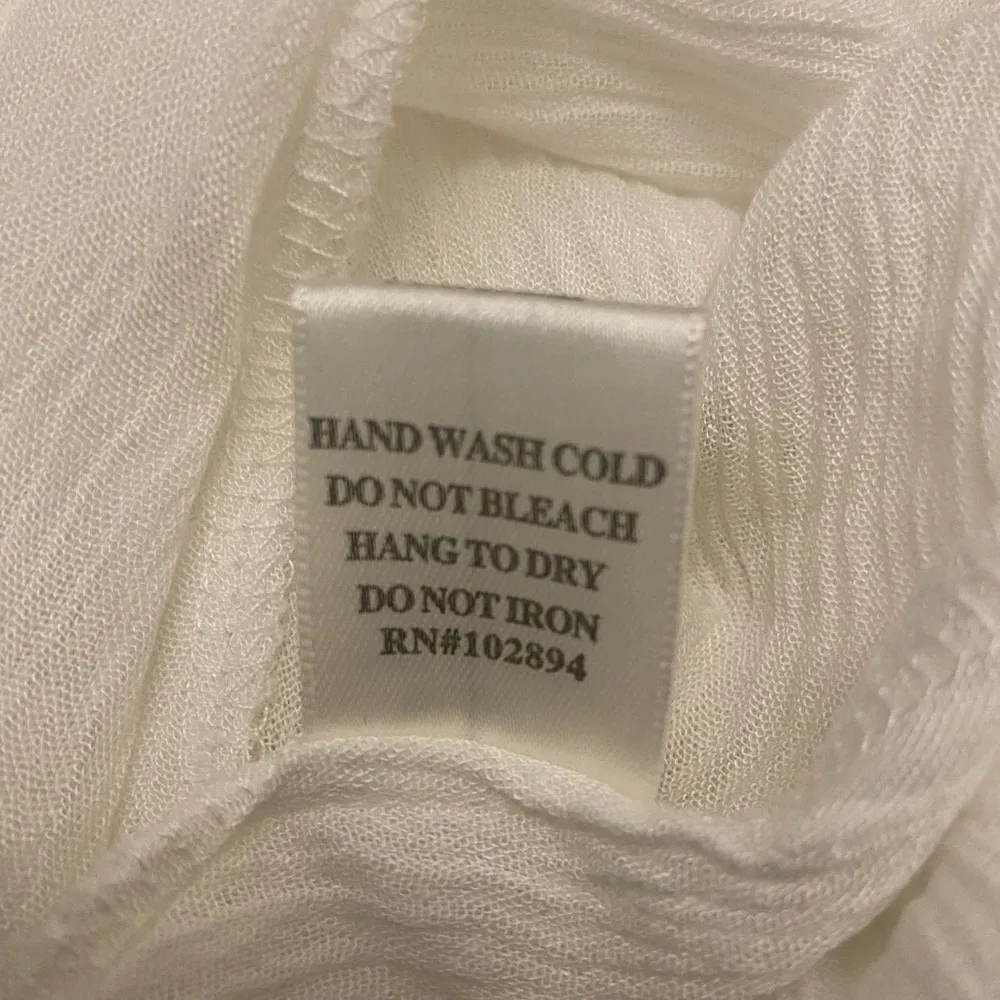 HAND WASH COLD
DO NOT BLEACH
HANG TO DRY
DO NOT IRON
RN#102894